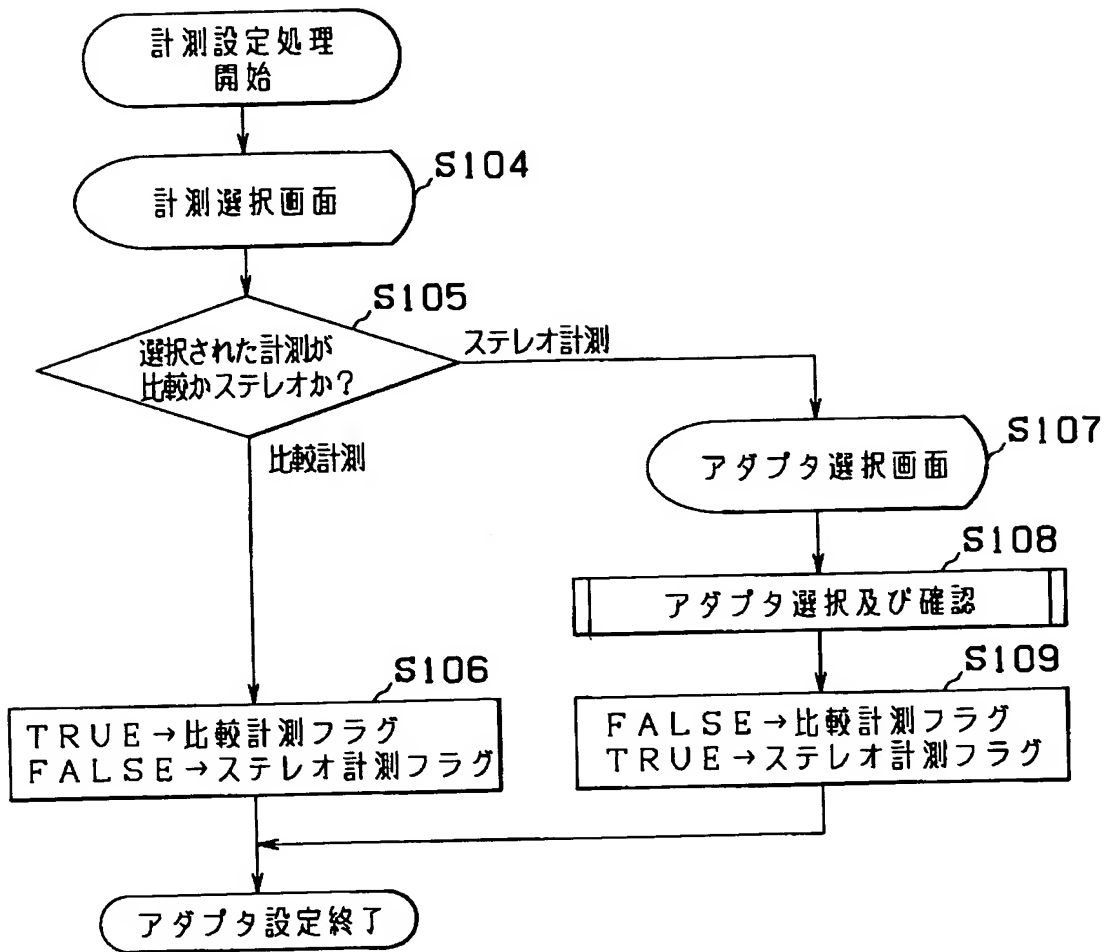 計測設定処理
開始
S104
計測選択画面
S105
選択された計測が
比較かステレオか？
ステレオ計測
比較計測
S107
アダプタ選択画面
S108
アダプタ選択及び確認
S106
TRUE→比較計測フラグ
FALSE→ステレオ計測フラグ
S109
FALSE→比較計測フラグ
TRUE→ステレオ計測フラグ
アダプタ設定終了